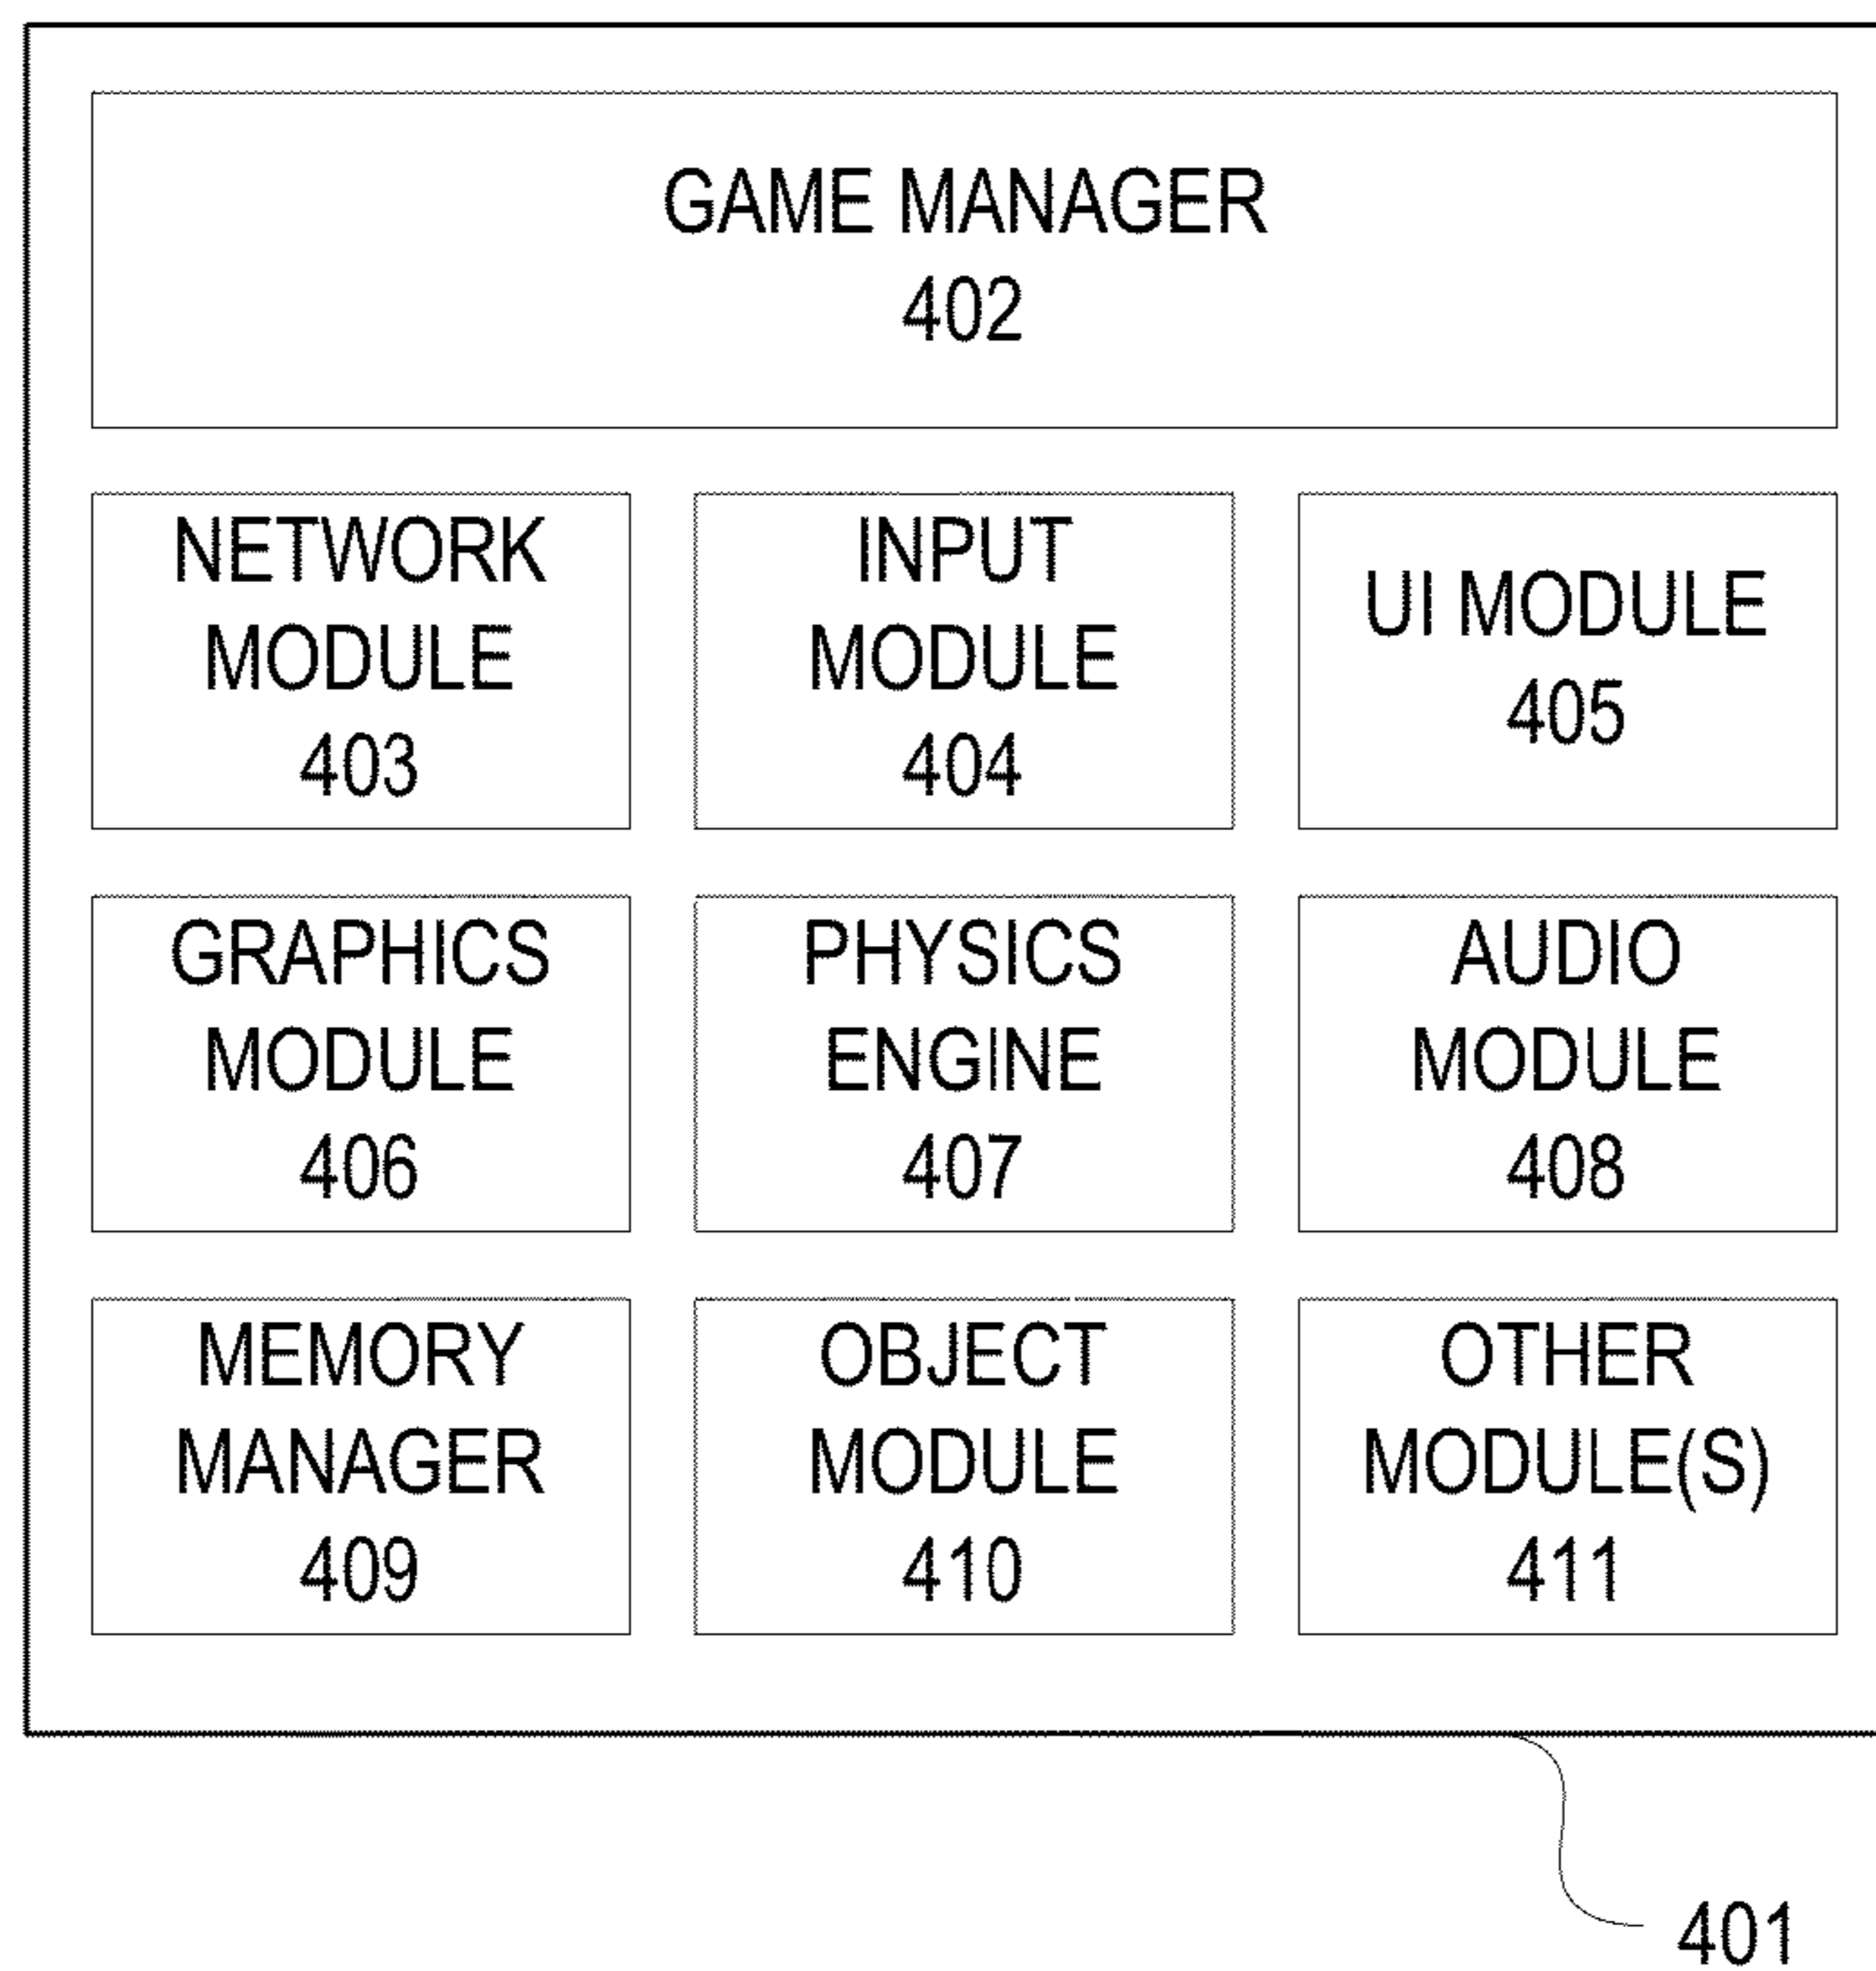 GAME MANAGER
402
NETWORK
MODULE
403
INPUT
MODULE
404
UI MODULE
405
GRAPHICS
MODULE
406
PHYSICS
ENGINE
407
AUDIO
MODULE
408
MEMORY
MANAGER
409
OBJECT
MODULE
410
OTHER
MODULE(S)
411
401